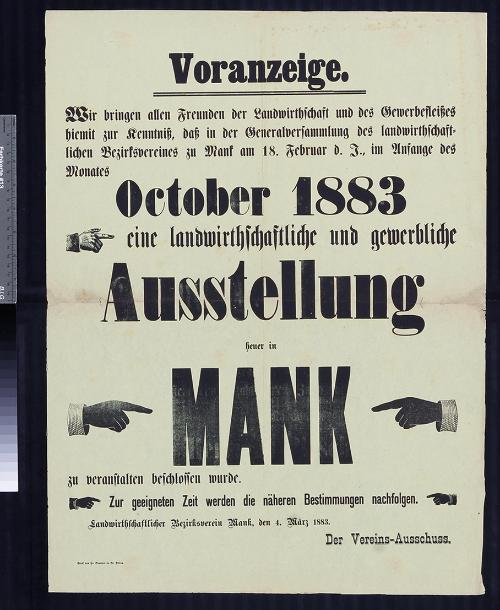 Voranzeige.
Wir bringen allen Freunden der Landwirthschaft und des Gewerbefleißes
hiemit zur Kenntniß, daß in der Generalversammlung des landwirthschaft-
lichen Bezirksvereines zu Mank am 18. Februar d. J., im Anfange des
Monates
October 1883
eine landwirthschaftliche und gewerbliche
Ausstellung
heuer in
MANK
zu veranstalten beschlossen wurde.
Zur geeigneten Zeit werden die näheren Bestimmungen nachfolgen.
Landwirthschaftlicher Bezirksverein Mank, den 4. März 1883.
Der Vereins-Ausschuss.